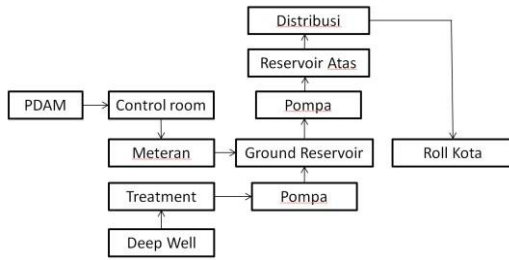 Distribusi
Reservoir Atas
PDAM
Control room
Pompa
Meteran
Ground Reservoir
Roll Kota
Treatment
Pompa
Deep Well